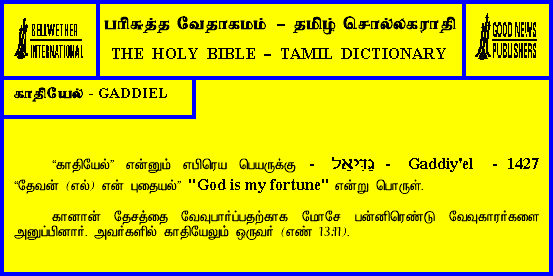 BELLWETHER
INTERNATIONAL
பரிசுத்த வேதாகமம் – தமிழ் சொல்லகராதி
THE HOLY BIBLE – TAMIL DICTIONARY
GOOD NEWS
PUBLISHERS
காதியேல் - GADDIEL
“காதியேல்” என்னும் எபிரெய பெயருக்கு - גַּדִּיאֵל - Gaddiy'el - 1427
“தேவன் (எல்) என் புதையல்” "God is my fortune" என்று பொருள்.
கானான் தேசத்தை வேவுபார்ப்பதற்காக மோசே பன்னிரெண்டு வேவுகாரர்களை
அனுப்பினார். அவர்களில் காதியேலும் ஒருவர் (எண் 13:11).